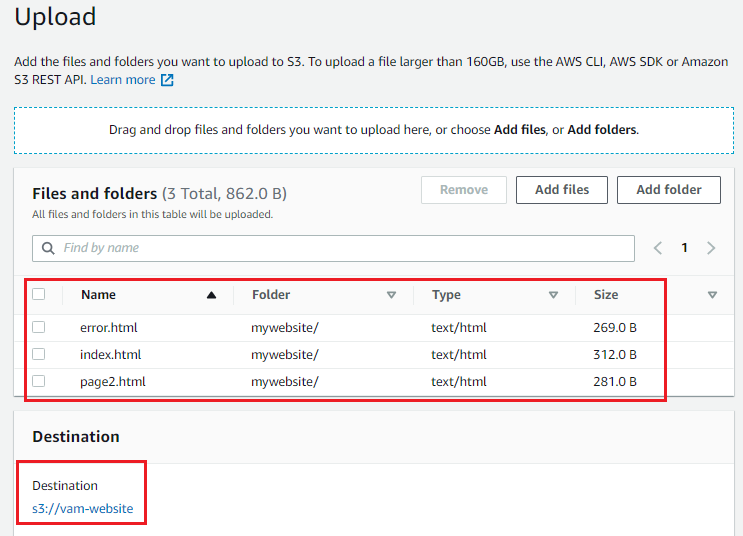 Upload
Add the files and folders you want to upload to S3. To upload a file larger than 160GB, use the AWS CLI, AWS SDK or Amazon
S3 REST API. Learn more
Drag and drop files and folders you want to upload here, or choose Add files, or Add folders.
Files and folders (3 Total, 862.0 B)
Remove
Add files
Add folder
All files and folders in this table will be uploaded.
Find by name
1
Name Folder Type Size
error.html mywebsite/ text/html 269.0 B
index.html mywebsite/ text/html 312.0 B
page2.html mywebsite/ text/html 281.0 B
Destination
Destination
s3://vam-website